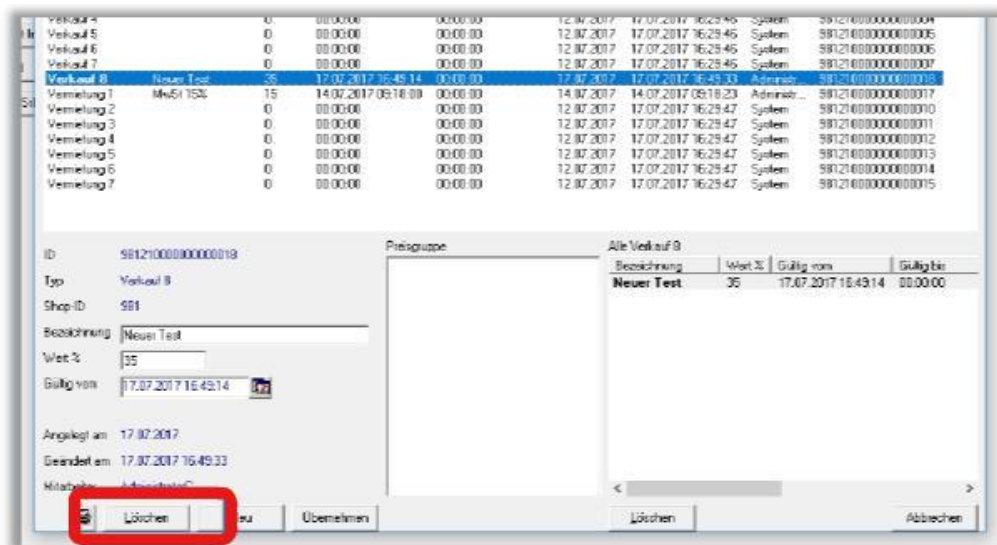 Verkauf 5 0 00:00:00 00:00:00 12.07.2017 17.07.2017 16:29:46 System 981210000000000005
Verkauf 6 0 00:00:00 00:00:00 12.07.2017 17.07.2017 16:29:46 System 981210000000000006
Verkauf 7 0 00:00:00 00:00:00 12.07.2017 17.07.2017 16:29:46 System 981210000000000007
Verkauf 8 Neuer Test 35 17.07.2017 16:49:14 00:00:00 17.07.2017 17.07.2017 16:49:33 Administr... 981210000000000018
Vermietung 1 MwSt 15% 15 14.07.2017 09:18:09 00:00:00 14.07.2017 14.07.2017 09:18:23 Administr... 981210000000000017
Vermietung 2 0 00:00:00 00:00:00 12.07.2017 17.07.2017 16:29:47 System 981210000000000010
Vermietung 3 0 00:00:00 00:00:00 12.07.2017 17.07.2017 16:29:47 System 981210000000000011
Vermietung 4 0 00:00:00 00:00:00 12.07.2017 17.07.2017 16:29:47 System 981210000000000012
Vermietung 5 0 00:00:00 00:00:00 12.07.2017 17.07.2017 16:29:47 System 981210000000000013
Vermietung 6 0 00:00:00 00:00:00 12.07.2017 17.07.2017 16:29:47 System 981210000000000014
Vermietung 7 0 00:00:00 00:00:00 12.07.2017 17.07.2017 16:29:47 System 981210000000000015
ID 981210000000000018
Typ Verkauf 8
Shop-ID 981
Bezeichnung Neuer Test
Wert % 35
Gültig vom 17.07.2017 16:49:14
Angelegt am 17.07.2017
Geändert am 17.07.2017 16:49:33
Mitarbeiter
Preisgruppe
Alle Verkauf 8
Bezeichnung Wert % Gültig vom Gültig bis
Neuer Test 35 17.07.2017 16:49:14 00:00:00
Löschen Übernehmen Löschen Abbrechen